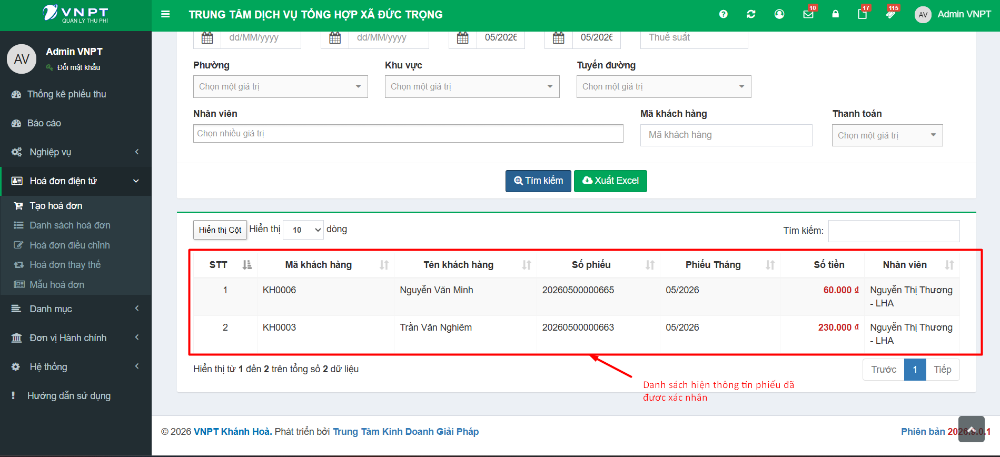 VNPT
QUẢN LÝ THU PHÍ
TRUNG TÂM DỊCH VỤ TỔNG HỢP XÃ ĐỨC TRỌNG
10
17
115
AV
Admin VNPT
AV
Admin VNPT
Đổi mật khẩu
Thống kê phiếu thu
Báo cáo
Nghiệp vụ
Hoá đơn điện tử
Tạo hoá đơn
Danh sách hoá đơn
Hoá đơn điều chỉnh
Hoá đơn thay thế
Mẫu hoá đơn
Danh mục
Đơn vị Hành chính
Hệ thống
Hướng dẫn sử dụng
dd/MM/yyyy
dd/MM/yyyy
05/2026
05/2026
Thuế suất
Phường
Khu vực
Tuyến đường
Chọn một giá trị
Chọn một giá trị
Chọn một giá trị
Nhân viên
Mã khách hàng
Thanh toán
Chọn nhiều giá trị
Mã khách hàng
Chọn một giá trị
Tìm kiếm
Xuất Excel
Hiển thị Cột
Hiển thị 10 dòng
Tìm kiếm:
STT Mã khách hàng Tên khách hàng Số phiếu Phiếu Tháng Số tiền Nhân viên
1 KH0006 Nguyễn Văn Minh 20260500000665 05/2026 60.000 ₫ Nguyễn Thị Thương
- LHA
2 KH0003 Trần Văn Nghiêm 20260500000663 05/2026 230.000 ₫ Nguyễn Thị Thương
- LHA
Hiển thị từ 1 đến 2 trên tổng số 2 dữ liệu
Trước 1 Tiếp
Danh sách hiện thông tin phiếu đã
được xác nhân
© 2026 VNPT Khánh Hoà. Phát triển bởi Trung Tâm Kinh Doanh Giải Pháp
Phiên bản 2026.9.0.1